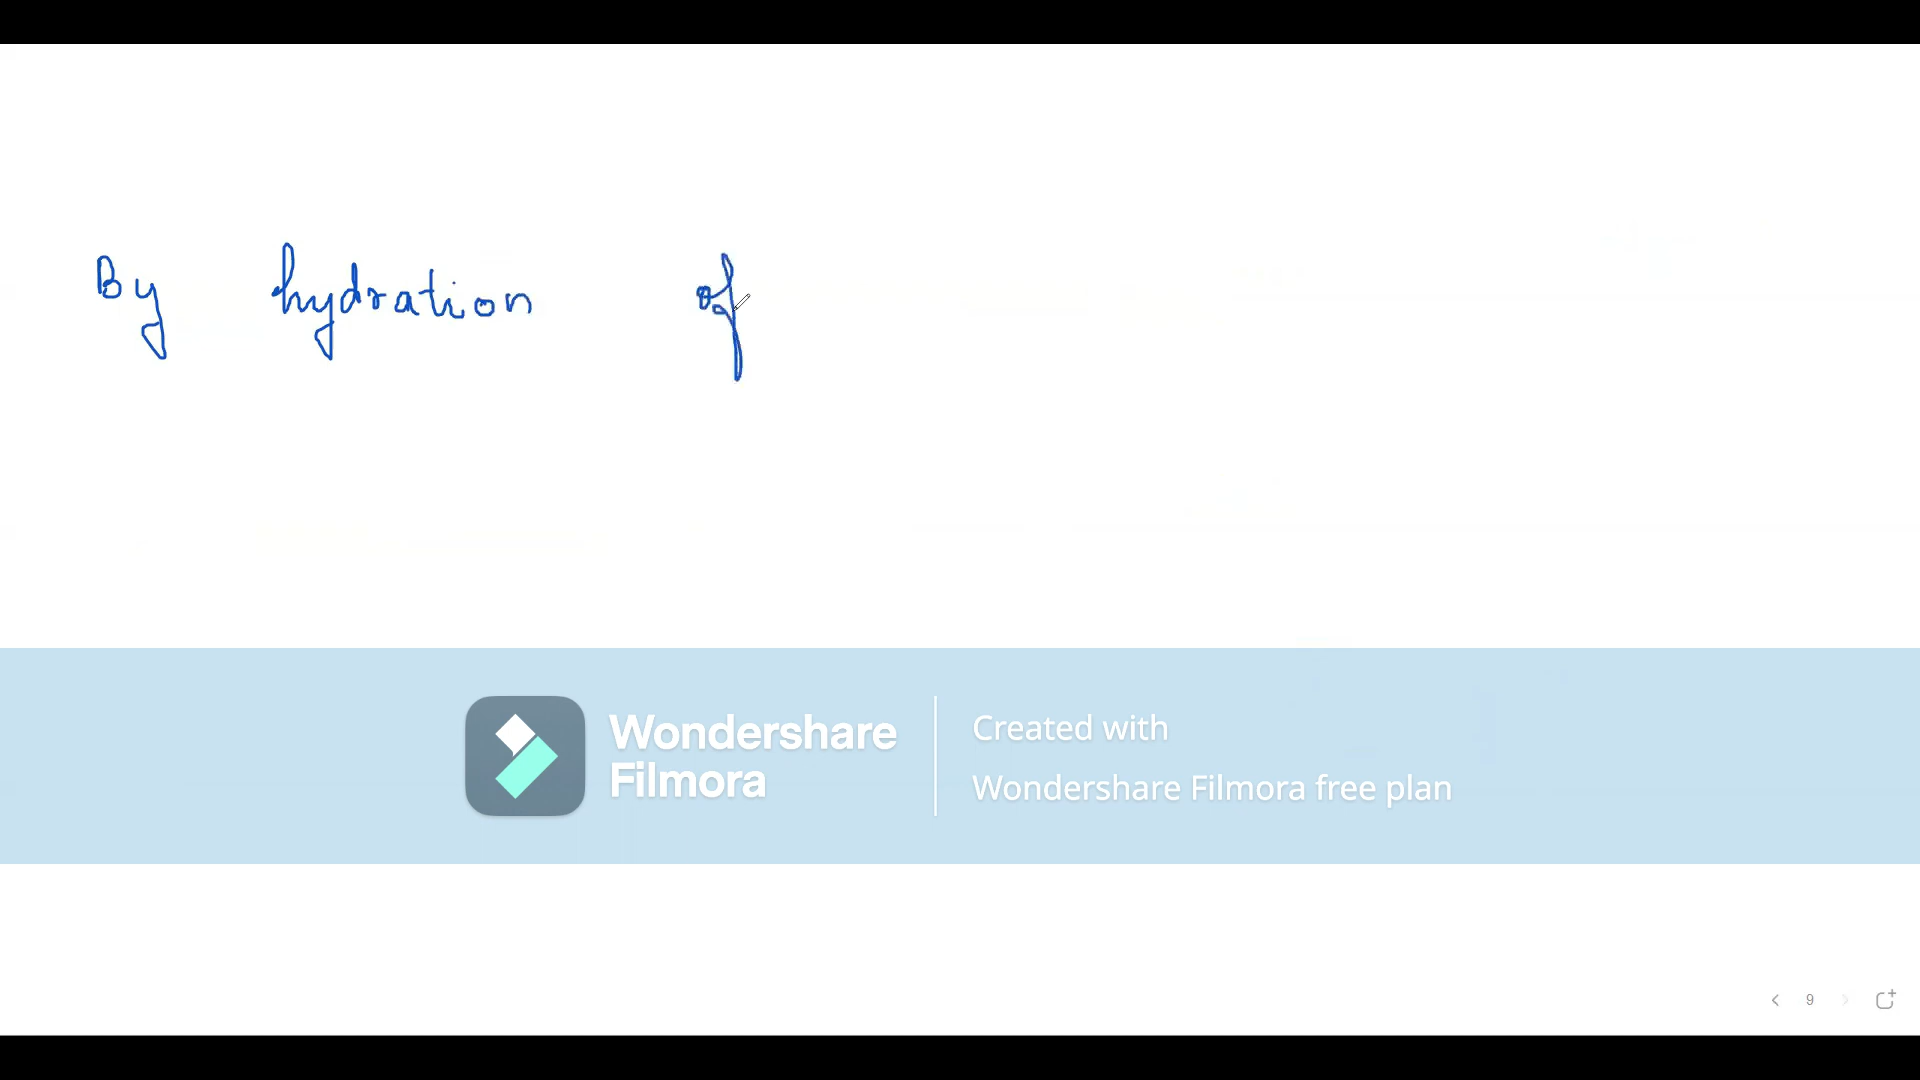 By hydration of
Wondershare
Filmora
Created with
Wondershare Filmora free plan
9